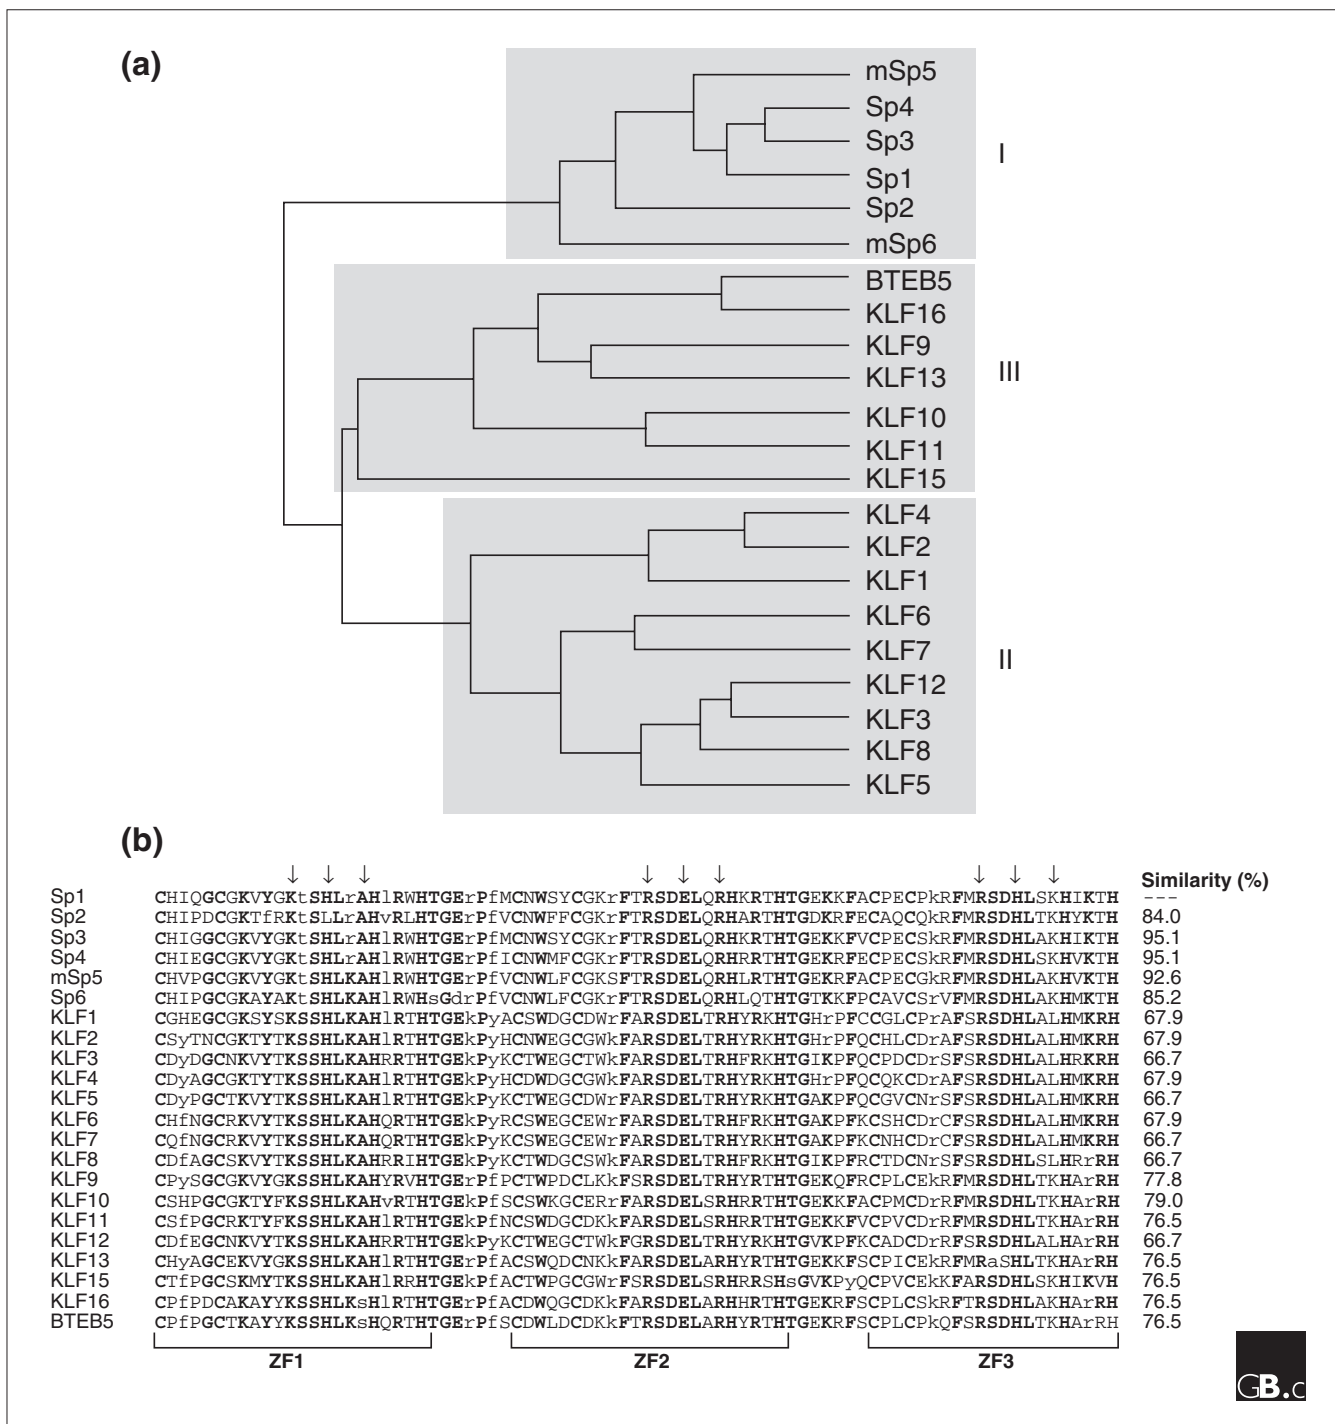 (a)
mSp5
Sp4
Sp3
Sp1
Sp2
mSp6
I
BTEB5
KLF16
KLF9
KLF13
KLF10
KLF11
KLF15
III
KLF4
KLF2
KLF1
KLF6
KLF7
KLF12
KLF3
KLF8
KLF5
II
(b)
↓ ↓ ↓ ↓ ↓ ↓ ↓ ↓ ↓ Similarity (%)
Sp1 CHIQGCGKVYGKtSHLrAHlRWHTGErPfMCNWSYCGKrFTRSDELQRHKRTHTGEKKFACPECPkRFMRSDHLSKHIKTH ---
Sp2 CHIPDCGKTfRKtSLLrAHvRLHTGErPfVCNWFFCGKrFTRSDELQRHARTHTGDKRFECAQCQkRFMRSDHLTKHYKTH 84.0
Sp3 CHIGGCGKVYGKtSHLrAHlRWHTGErPfMCNWSYCGKrFTRSDELQRHKRTHTGEKKFVCPECSkRFMRSDHLAKHIKTH 95.1
Sp4 CHIEGCGKVYGKtSHLrAHlRWHTGErPfICNWMFCGKrFTRSDELQRHRRTHTGEKRFECPECSkRFMRSDHLAKHVKTH 95.1
mSp5 CHVPGCGKVYGKtSHLKAHlRWHTGErPfVCNWLFCGKSFTRSDELQRHLRTHTGEKRFACPECGkRFMRSDHLAKHVKTH 92.6
Sp6 CHIPGCGKAYAKtSHLKAHlRWHsGdrPfVCNWLFCGKrFTRSDELQRHLQTHTGTKKFPCAVCSrVFMRSDHLAKHMKTH 85.2
KLF1 CGHEGCGKSYSKSSHLKAHlRTHTGEkPyACSWDGCDWrFARSDELTRHYRKHTGHrPFCCGLCPrAFSRSDHLALHMKRH 67.9
KLF2 CSyTNCGKTYTKSSHLKAHlRTHTGEkPyHCNWEGCGWkFARSDELTRHYRKHTGHrPFQCHLCDrAFSRSDHLALHMKRH 67.9
KLF3 CDyDGCNKVYTKSSHLKAHRRTHTGEkPyKCTWEGCTWkFARSDELTRHFRKHTGIKPFQCPDCDrSFSRSDHLALHRKRH 66.7
KLF4 CDyAGCGKTYTKSSHLKAHlRTHTGEkPyHCDWDGCGWkFARSDELTRHYRKHTGHrPFQCQKCDrAFSRSDHLALHMKRH 67.9
KLF5 CDyPGCTKVYTKSSHLKAHlRTHTGEkPyKCTWEGCDWrFARSDELTRHYRKHTGAKPFQCGVCNrSFSRSDHLALHMKRH 66.7
KLF6 CHfNGCRKVYTKSSHLKAHQRTHTGEkPyRCSWEGCEWrFARSDELTRHYRKHTGAKPFKCSHCDrCFSRSDHLALHMKRH 67.9
KLF7 CQfNGCRKVYTKSSHLKAHQRTHTGEkPyKCSWEGCEWrFARSDELTRHYRKHTGAKPFKCNHCDrCFSRSDHLALHMKRH 66.7
KLF8 CDfAGCSKVYTKSSHLKAHRRIHTGEkPyKCTWDGCSWkFARSDELTRHFRKHTGIKPFRCTDCNrSFSRSDHLSLHRrRH 66.7
KLF9 CPySGCGKVYGKSSHLKAHYRVHTGErPfPCTWPDCLKkFSRSDELTRHYRTHTGEKQFRCPLCEkRFMRSDHLTKHArRH 77.8
KLF10 CSHPGCGKTYFKSSHLKAHvRTHTGEkPfSCSWKGCERrFARSDELSRHRRTHTGEKKFACPMCDrRFMRSDHLTKHArRH 79.0
KLF11 CSfPGCRKTYFKSSHLKAHlRTHTGEkPfNCSWDGCDKkFARSDELSRHRRTHTGEKKFVCPVCDrRFMRSDHLTKHArRH 76.5
KLF12 CDfEGCNKVYTKSSHLKAHRRTHTGEkPyKCTWEGCTWkFGRSDELTRHYRKHTGVKPFKCADCDrRFSRSDHLALHArRH 66.7
KLF13 CHyAGCEKVYGKSSHLKAHlRTHTGErPfACSWQDCNKkFARSDELARHYRTHTGEKKFSCPICEkRFMRaSHLTKHArRH 76.5
KLF15 CTfPGCSKMYTKSSHLKAHlRRHTGEkPfACTWPGCGWrFSRSDELSRHRRSHsGVKPyQCPVCEkKFARSDHLSKHIKVH 76.5
KLF16 CPfPDCAKAYYKSSHLKsHlRTHTGErPfACDWQGCDKkFARSDELARHHRTHTGEKRFSCPLCSkRFTRSDHLAKHArRH 76.5
BTEB5 CPfPGCTKAYYKSSHLKsHQRTHTGErPfSCDWLDCDKkFTRSDELARHYRTHTGEKRFSCPLCPkQFSRSDHLTKHArRH 76.5
ZF1 ZF2 ZF3
GB.c